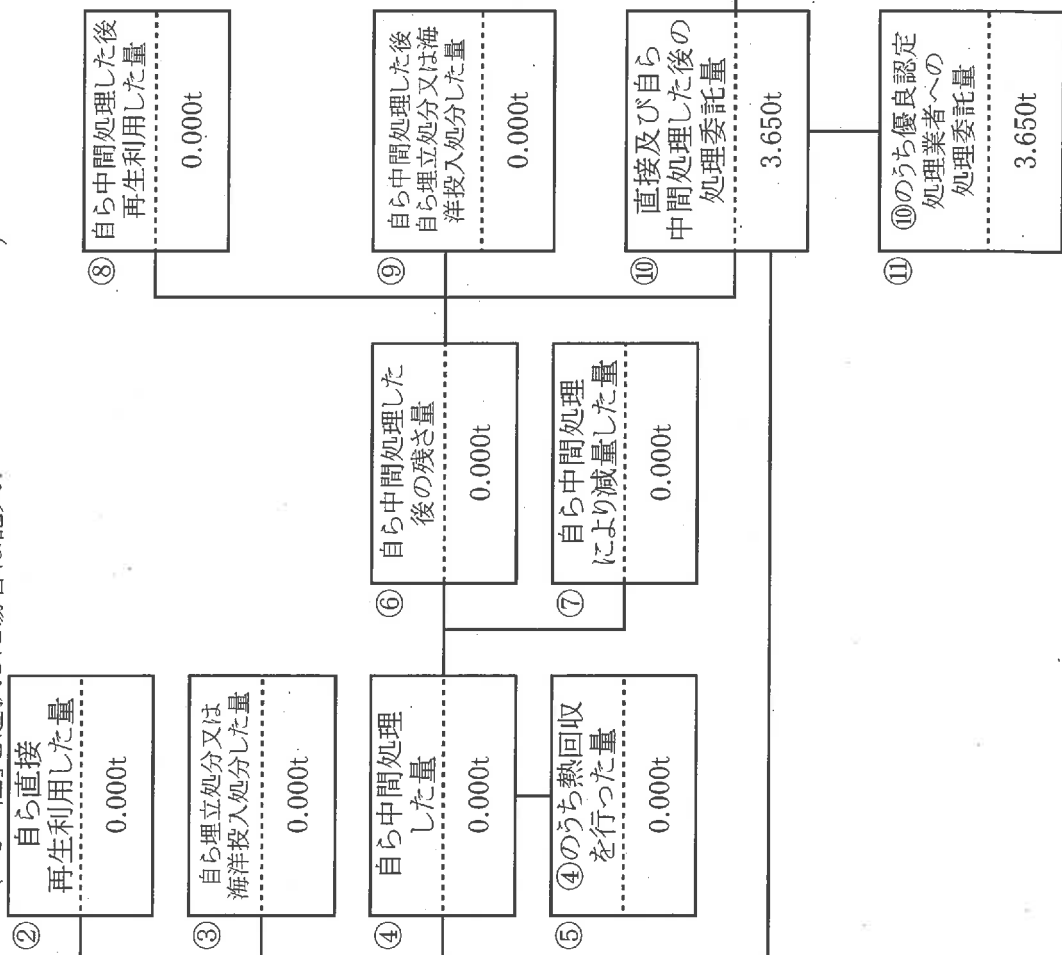 ②
自ら直接
再生利用した量
0.000t
③
自ら埋立処分又は
海洋投入処分した量
0.000t
④
自ら中間処理
した量
0.000t
⑤
④のうち熱回収
を行った量
0.000t
⑥
自ら中間処理した
後の残さ量
0.000t
⑦
自ら中間処理
により減量した量
0.000t
⑧
自ら中間処理した後
再生利用した量
0.000t
⑨
自ら中間処理した後
自ら埋立処分又は海
洋投入処分した量
0.000t
⑩
直接及び自ら
中間処理した後の
処理委託量
3.650t
⑪
⑩のうち優良認定
処理業者への
処理委託量
3.650t